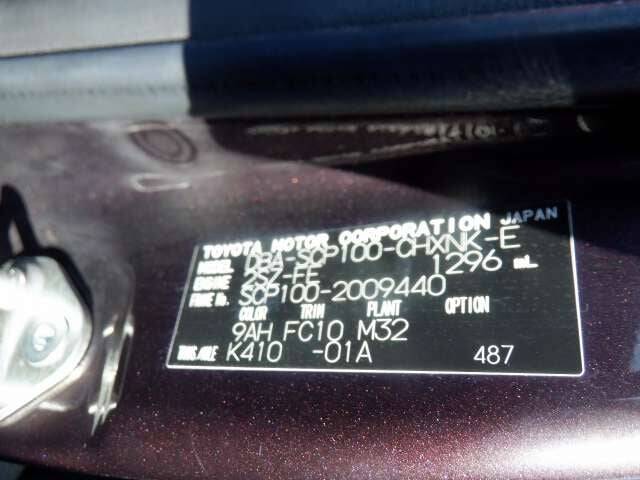 TOYOTA MOTOR CORPORATION JAPAN
MODEL DBA-SCP100-CHXNK-E
ENGINE 2SZ-FE 1296 mL
FRAME No. SCP100-2009440
COLOR TRIM PLANT OPTION
9AH FC10 M32
TRANS/AXLE K410 -01A 487